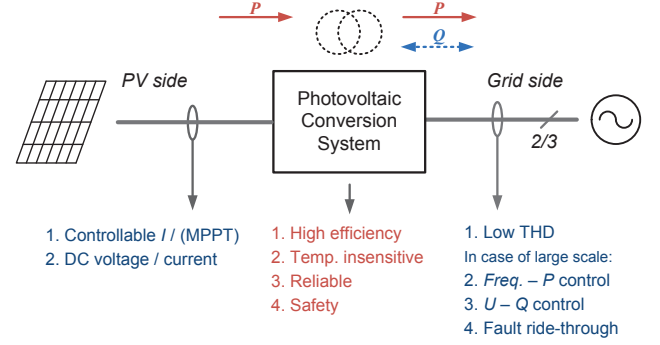 P
P
Q
PV side
Grid side
Photovoltaic
Conversion
System
2/3
1. Controllable I / (MPPT)
2. DC voltage / current
1. High efficiency
2. Temp. insensitive
3. Reliable
4. Safety
1. Low THD
In case of large scale:
2. Freq. – P control
3. U – Q control
4. Fault ride-through